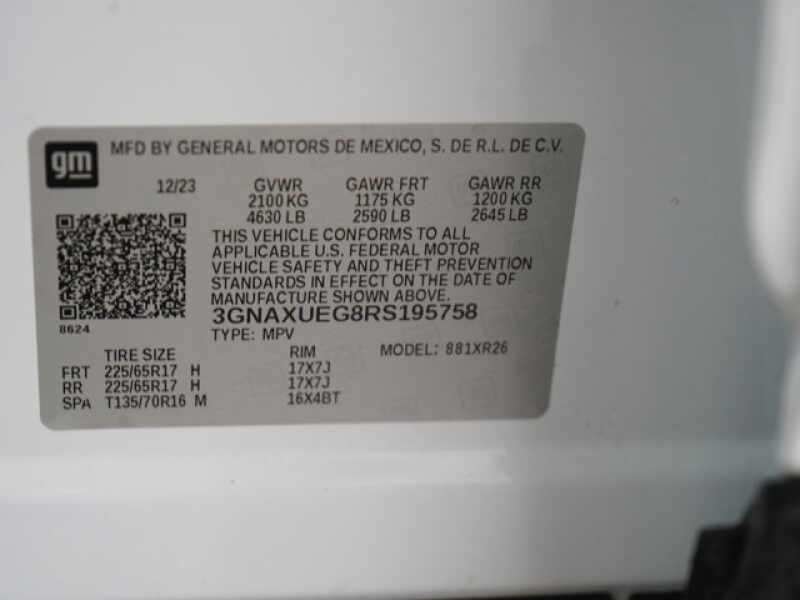 gm MFD BY GENERAL MOTORS DE MEXICO, S. DE R.L. DE C.V.
12/23 GVWR GAWR FRT GAWR RR
2100 KG 1175 KG 1200 KG
4630 LB 2590 LB 2645 LB
THIS VEHICLE CONFORMS TO ALL
APPLICABLE U.S. FEDERAL MOTOR
VEHICLE SAFETY AND THEFT PREVENTION
STANDARDS IN EFFECT ON THE DATE OF
MANUFACTURE SHOWN ABOVE.
3GNAXUEG8RS195758
8624
TYPE: MPV
TIRE SIZE RIM MODEL: 881XR26
FRT 225/65R17 H 17X7J
RR 225/65R17 H 17X7J
SPA T135/70R16 M 16X4BT